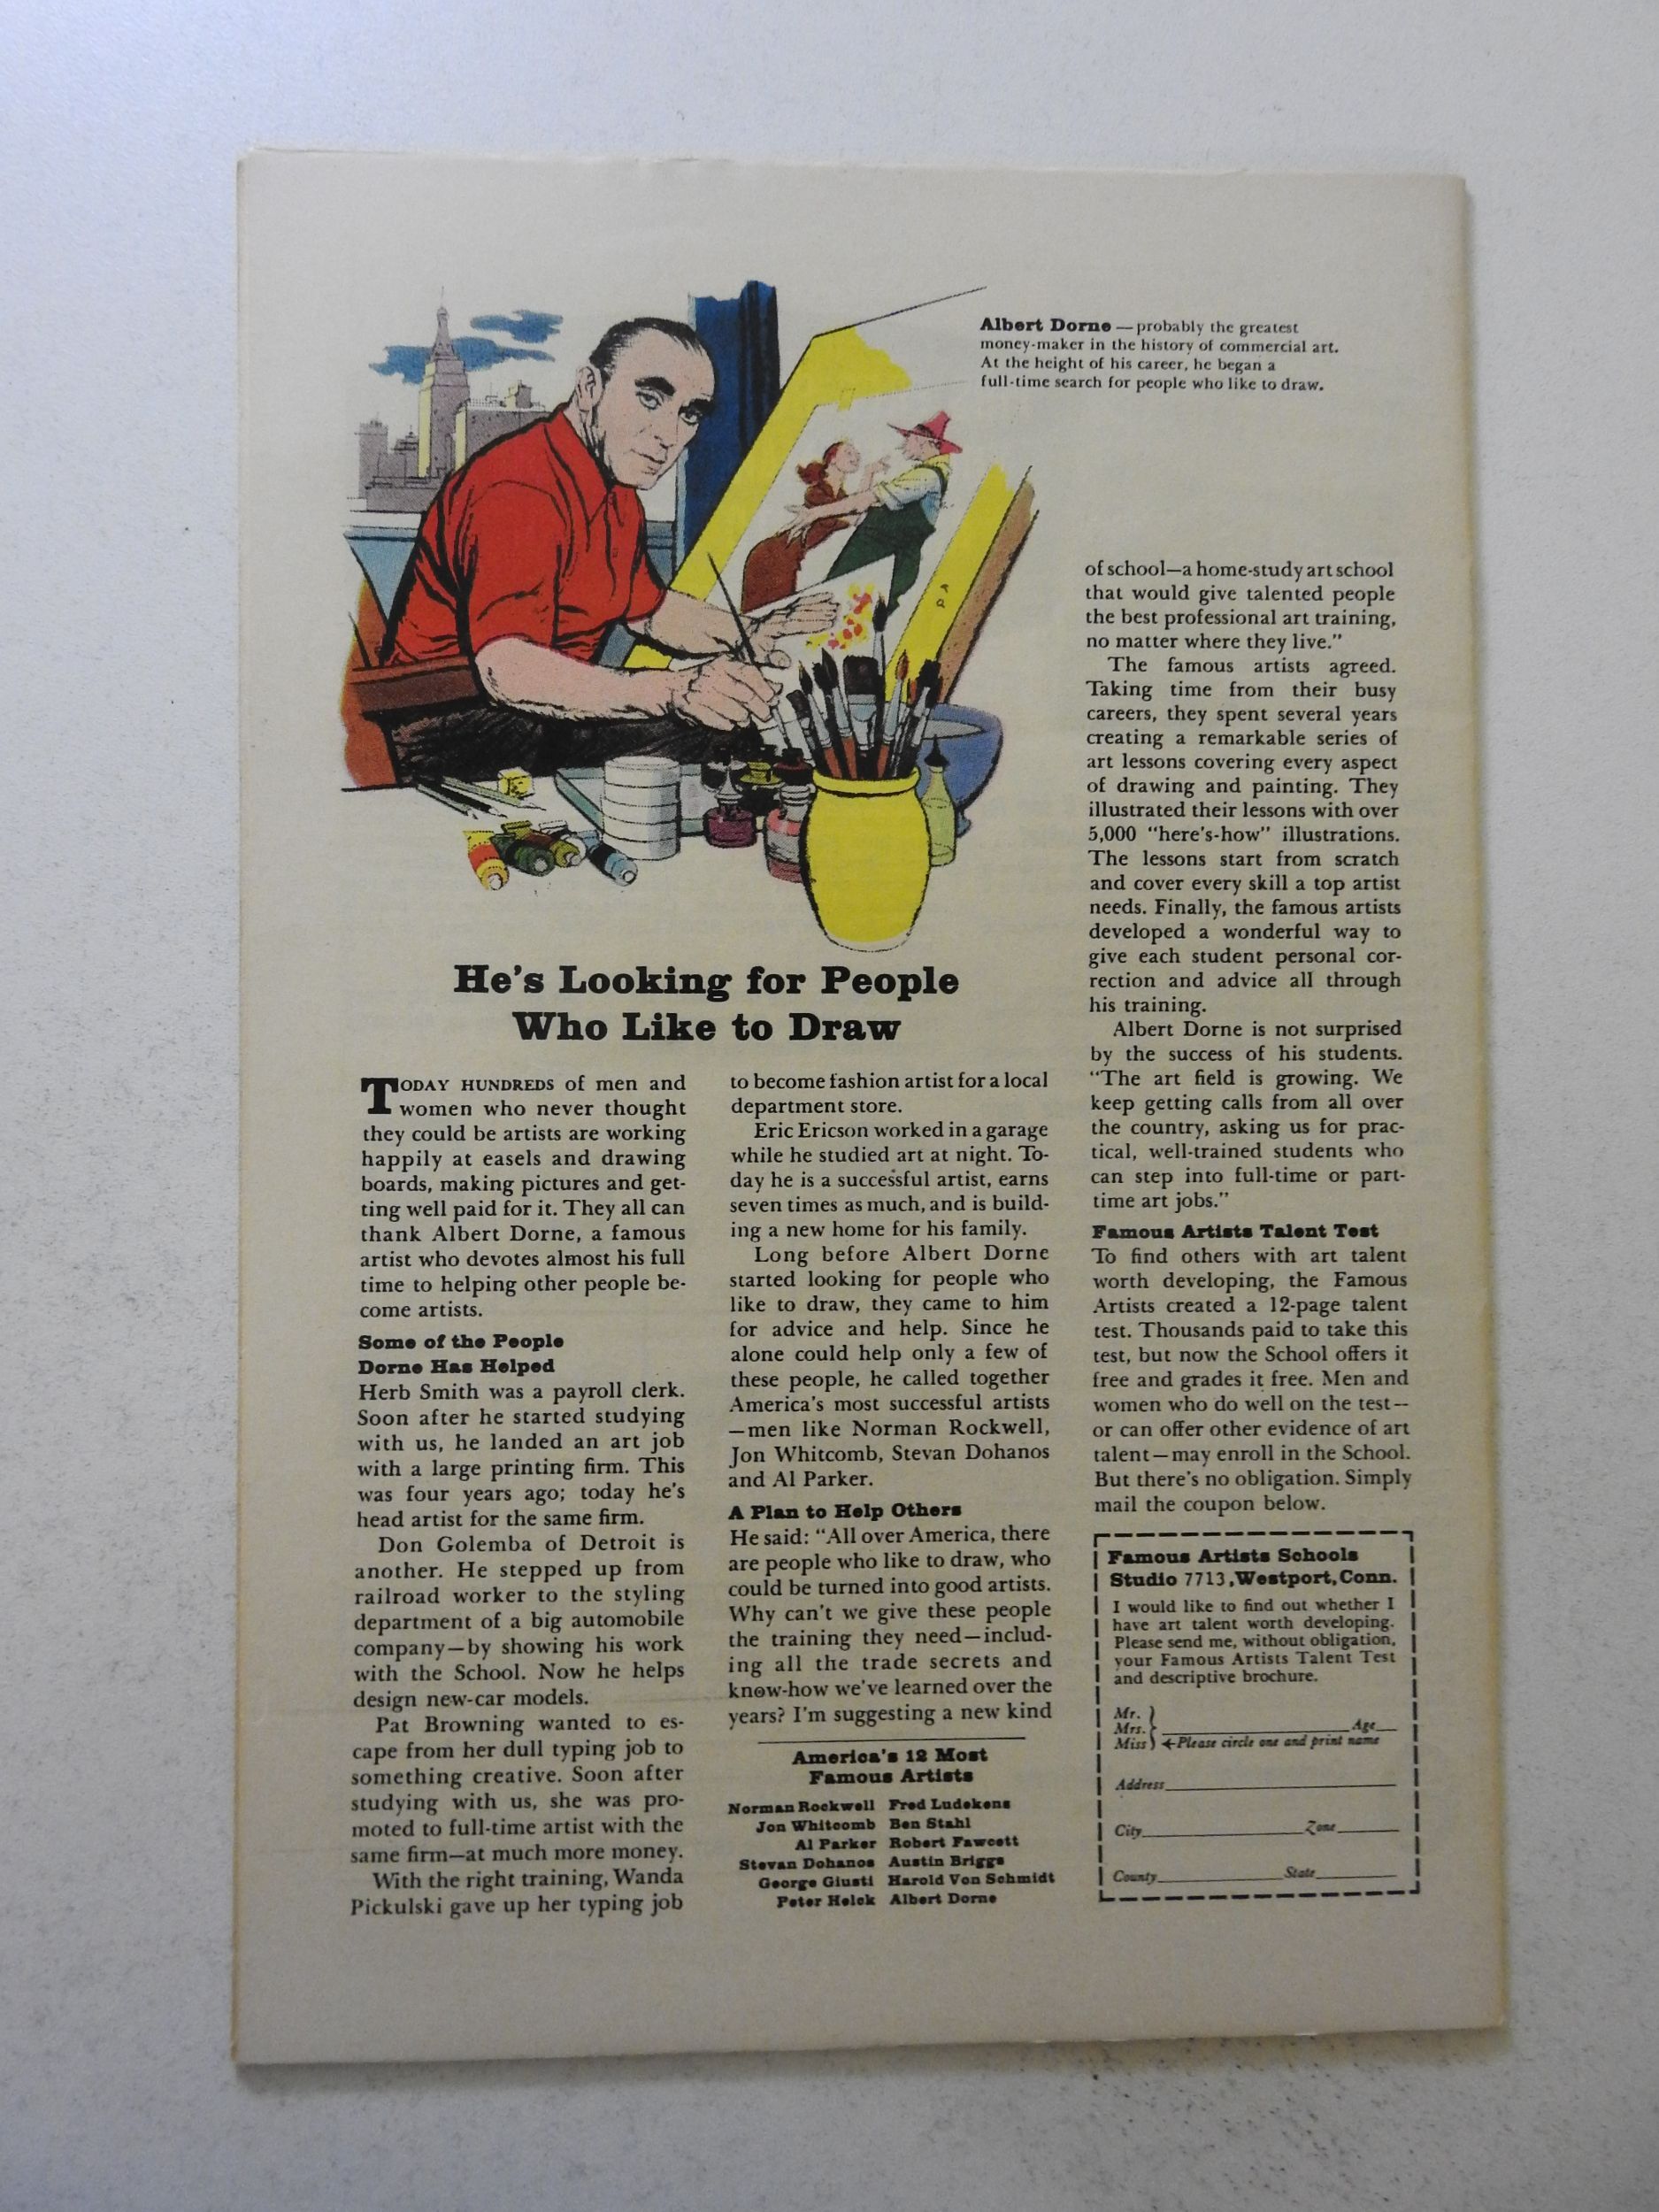 Albert Dorne — probably the greatest
money-maker in the history of commercial art.
At the height of his career, he began a
full-time search for people who like to draw.
He's Looking for People
Who Like to Draw
TODAY HUNDREDS of men and
women who never thought
they could be artists are working
happily at easels and drawing
boards, making pictures and get-
ting well paid for it. They all can
thank Albert Dorne, a famous
artist who devotes almost his full
time to helping other people be-
come artists.
Some of the People
Dorne Has Helped
Herb Smith was a payroll clerk.
Soon after he started studying
with us, he landed an art job
with a large printing firm. This
was four years ago; today he's
head artist for the same firm.
Don Golemba of Detroit is
another. He stepped up from
railroad worker to the styling
department of a big automobile
company—by showing his work
with the School. Now he helps
design new-car models.
Pat Browning wanted to es-
cape from her dull typing job to
something creative. Soon after
studying with us, she was pro-
moted to full-time artist with the
same firm—at much more money.
With the right training, Wanda
Pickulski gave up her typing job
to become fashion artist for a local
department store.
Eric Ericson worked in a garage
while he studied art at night. To-
day he is a successful artist, earns
seven times as much, and is build-
ing a new home for his family.
Long before Albert Dorne
started looking for people who
like to draw, they came to him
for advice and help. Since he
alone could help only a few of
these people, he called together
America's most successful artists
—men like Norman Rockwell,
Jon Whitcomb, Stevan Dohanos
and Al Parker.
A Plan to Help Others
He said: "All over America, there
are people who like to draw, who
could be turned into good artists.
Why can't we give these people
the training they need—includ-
ing all the trade secrets and
know-how we've learned over the
years? I'm suggesting a new kind
America's 12 Most
Famous Artists
Norman Rockwell Fred Ludekens
Jon Whitcomb Ben Stahl
Al Parker Robert Fawcett
Stevan Dohanos Austin Briggs
George Giusti Harold Von Schmidt
Peter Helck Albert Dorne
of school—a home-study art school
that would give talented people
the best professional art training,
no matter where they live."
The famous artists agreed.
Taking time from their busy
careers, they spent several years
creating a remarkable series of
art lessons covering every aspect
of drawing and painting. They
illustrated their lessons with over
5,000 "here's-how" illustrations.
The lessons start from scratch
and cover every skill a top artist
needs. Finally, the famous artists
developed a wonderful way to
give each student personal cor-
rection and advice all through
his training.
Albert Dorne is not surprised
by the success of his students.
"The art field is growing. We
keep getting calls from all over
the country, asking us for prac-
tical, well-trained students who
can step into full-time or part-
time art jobs."
Famous Artists Talent Test
To find others with art talent
worth developing, the Famous
Artists created a 12-page talent
test. Thousands paid to take this
test, but now the School offers it
free and grades it free. Men and
women who do well on the test—
or can offer other evidence of art
talent—may enroll in the School.
But there's no obligation. Simply
mail the coupon below.
Famous Artists Schools
Studio 7713, Westport, Conn.
I would like to find out whether I
have art talent worth developing.
Please send me, without obligation,
your Famous Artists Talent Test
and descriptive brochure.
Mr.
Mrs. Age
Miss ←Please circle one and print name
Address
City Zone
County State